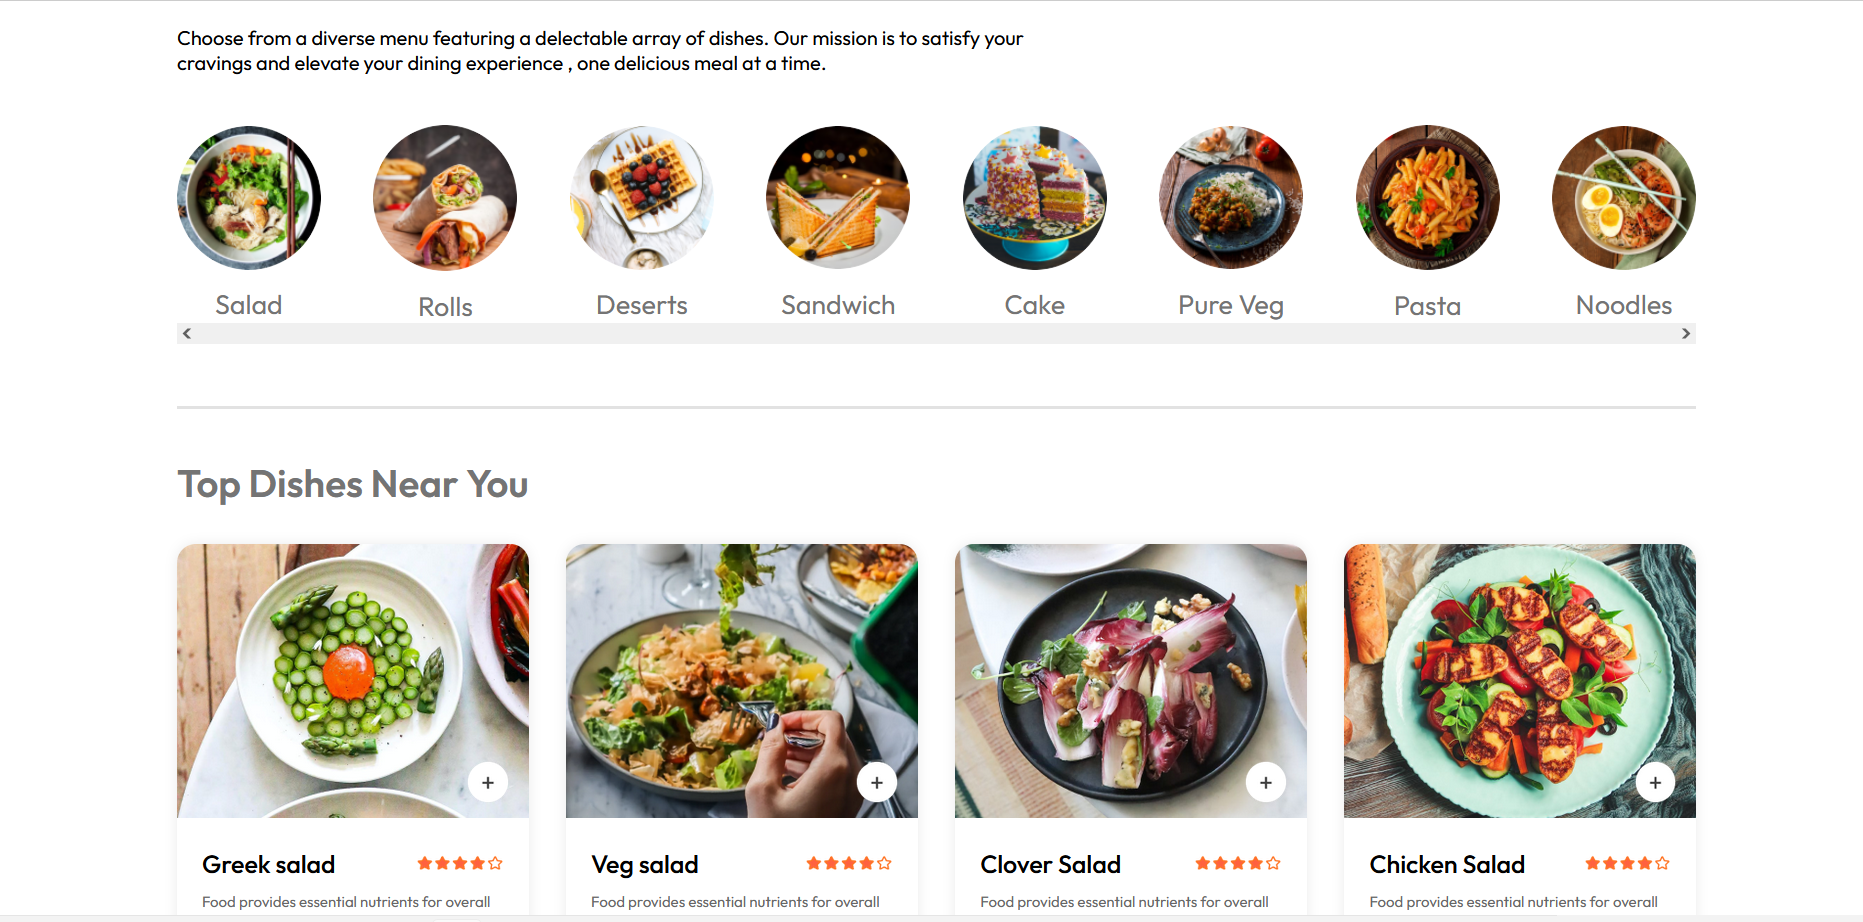 Choose from a diverse menu featuring a delectable array of dishes. Our mission is to satisfy your
cravings and elevate your dining experience , one delicious meal at a time.
Salad
Rolls
Deserts
Sandwich
Cake
Pure Veg
Pasta
Noodles
Top Dishes Near You
Greek salad
Food provides essential nutrients for overall
Veg salad
Food provides essential nutrients for overall
Clover Salad
Food provides essential nutrients for overall
Chicken Salad
Food provides essential nutrients for overall